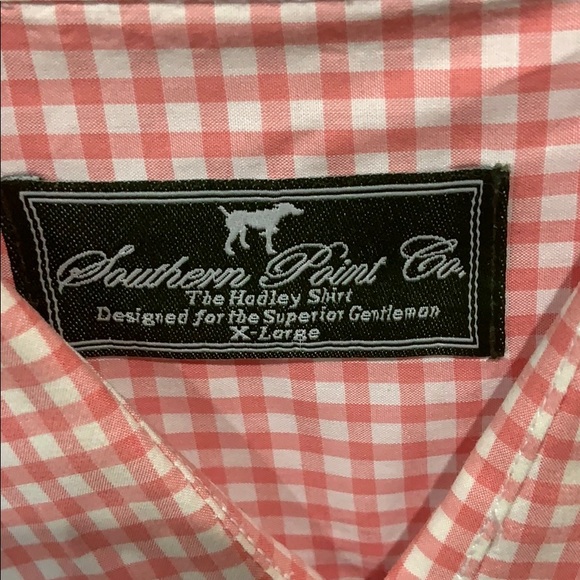 Southern Point Co.
The Hadley Shirt
Designed for the Superior Gentleman
X-Large